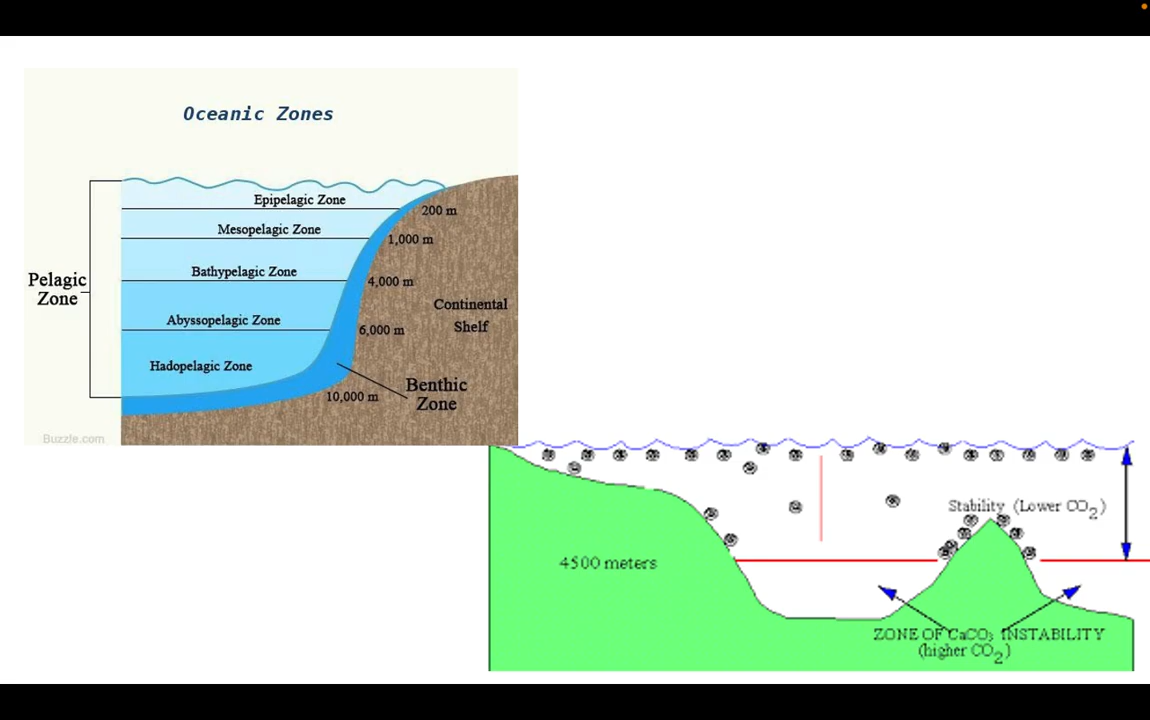 Oceanic Zones
Epipelagic Zone
200 m
Mesopelagic Zone
1,000 m
Bathypelagic Zone
4,000 m
Pelagic
Zone
Continental
Shelf
Abyssopelagic Zone
6,000 m
Hadopelagic Zone
Benthic
Zone
10,000 m
Buzzle.com
Stability (Lower CO2)
4500 meters
ZONE OF CaCO3 INSTABILITY
(higher CO2)